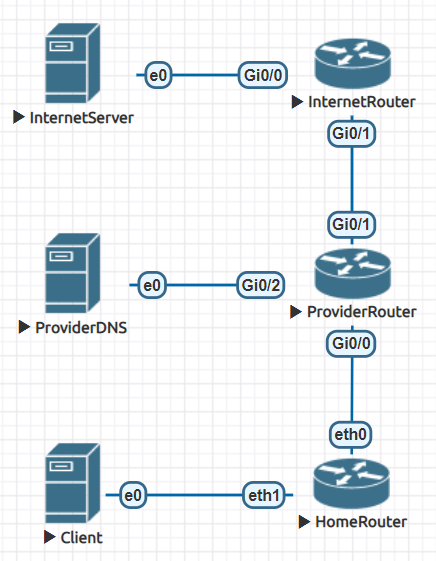 e0 Gi0/0
InternetServer InternetRouter
Gi0/1
Gi0/1
e0 Gi0/2
ProviderDNS ProviderRouter
Gi0/0
eth0
e0 eth1
Client HomeRouter